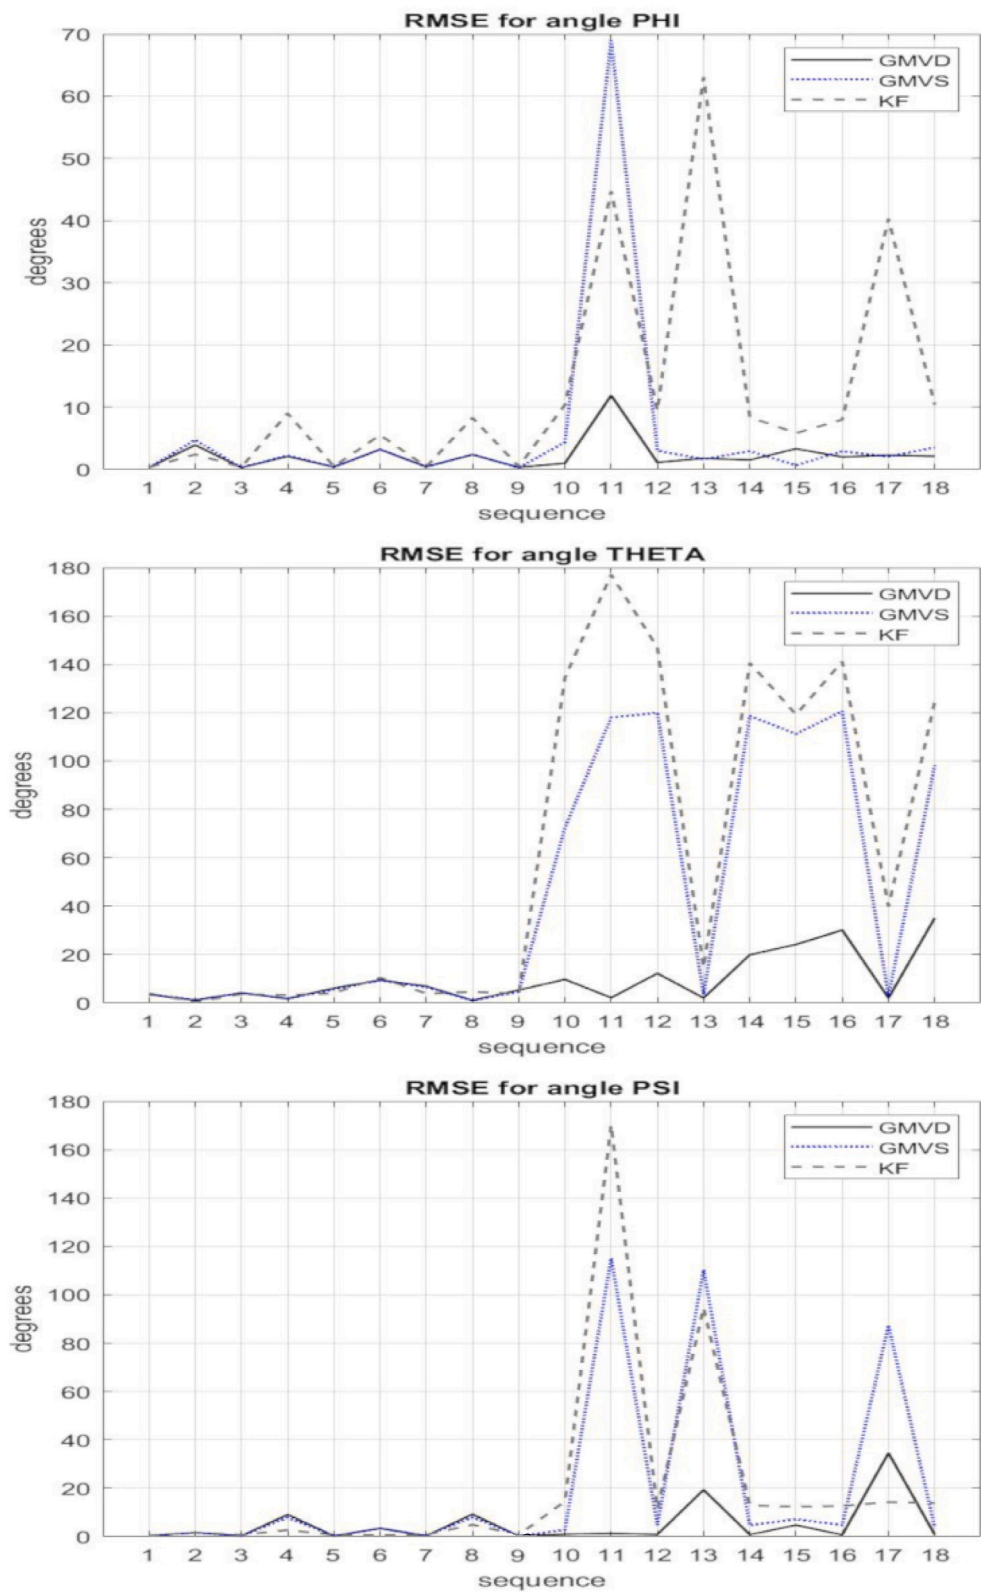 RMSE for angle PHI
70
60
50
40
30
20
10
0
degrees
GMVD
GMVS
KF
1 2 3 4 5 6 7 8 9 10 11 12 13 14 15 16 17 18
sequence
RMSE for angle THETA
180
160
140
120
100
80
60
40
20
0
degrees
GMVD
GMVS
KF
1 2 3 4 5 6 7 8 9 10 11 12 13 14 15 16 17 18
sequence
RMSE for angle PSI
180
160
140
120
100
80
60
40
20
0
degrees
GMVD
GMVS
KF
1 2 3 4 5 6 7 8 9 10 11 12 13 14 15 16 17 18
sequence